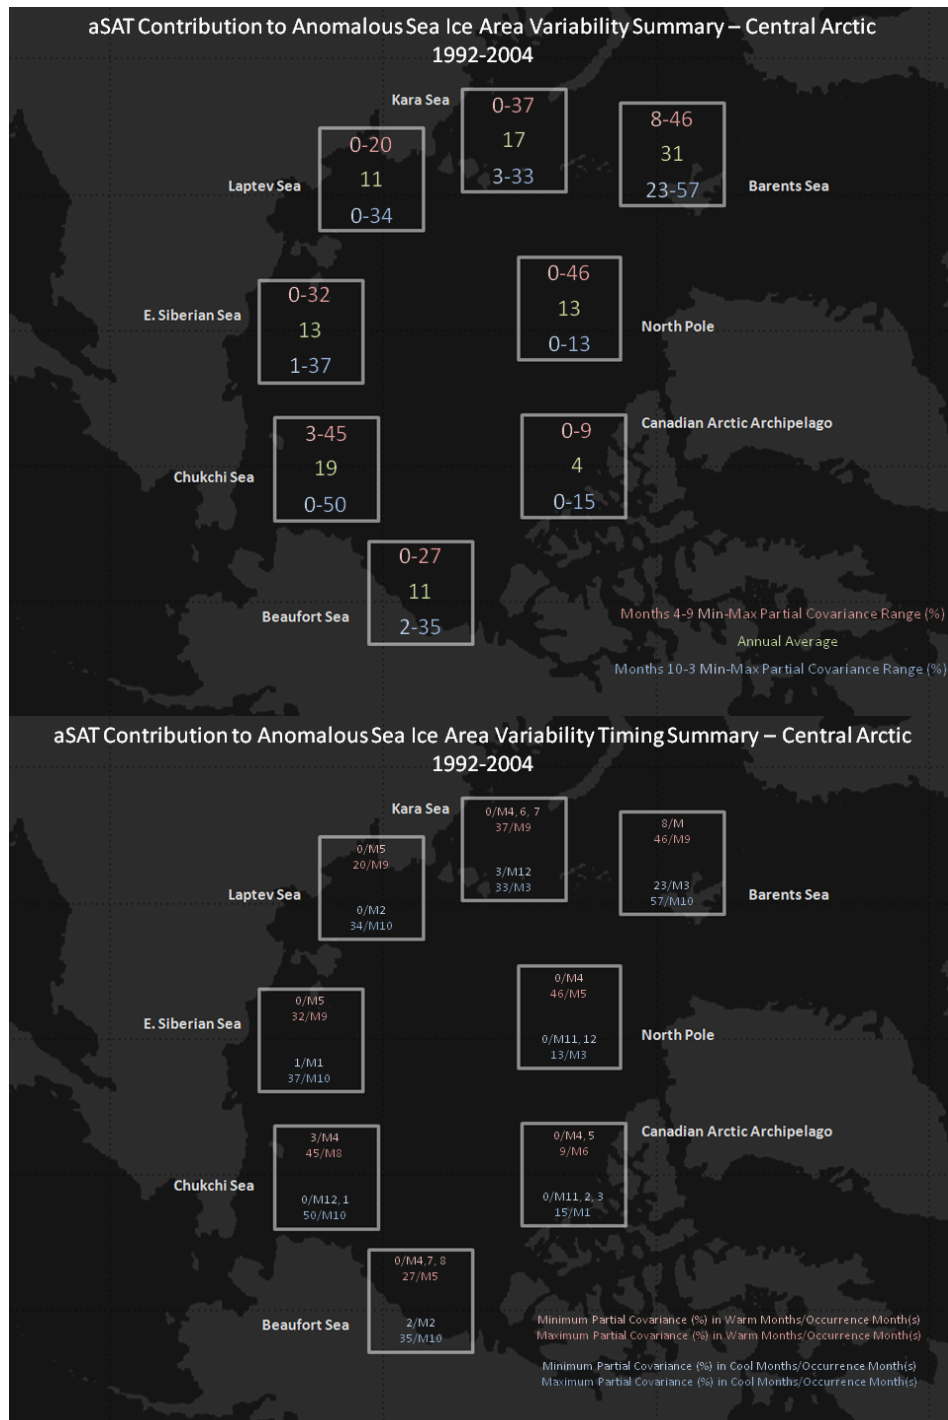 aSAT Contribution to Anomalous Sea Ice Area Variability Summary – Central Arctic
1992-2004
Kara Sea
0-37
17
3-33
8-46
31
23-57
Barents Sea
Laptev Sea
0-20
11
0-34
E. Siberian Sea
0-32
13
1-37
0-46
13
0-13
North Pole
Chukchi Sea
3-45
19
0-50
0-9
4
0-15
Canadian Arctic Archipelago
Beaufort Sea
0-27
11
2-35
Months 4-9 Min-Max Partial Covariance Range (%)
Annual Average
Months 10-3 Min-Max Partial Covariance Range (%)
aSAT Contribution to Anomalous Sea Ice Area Variability Timing Summary – Central Arctic
1992-2004
Kara Sea
0/M4, 6, 7
37/M9
3/M12
33/M3
8/M
46/M9
23/M3
57/M10
Barents Sea
Laptev Sea
0/M5
20/M9
0/M2
34/M10
E. Siberian Sea
0/M5
32/M9
1/M1
37/M10
0/M4
46/M5
0/M11, 12
13/M3
North Pole
Chukchi Sea
3/M4
45/M8
0/M12, 1
50/M10
0/M4, 5
9/M6
0/M11, 2, 3
15/M1
Canadian Arctic Archipelago
Beaufort Sea
0/M4,7, 8
27/M5
2/M2
35/M10
Minimum Partial Covariance (%) in Warm Months/Occurrence Month(s)
Maximum Partial Covariance (%) in Warm Months/Occurrence Month(s)
Minimum Partial Covariance (%) in Cool Months/Occurrence Month(s)
Maximum Partial Covariance (%) in Cool Months/Occurrence Month(s)